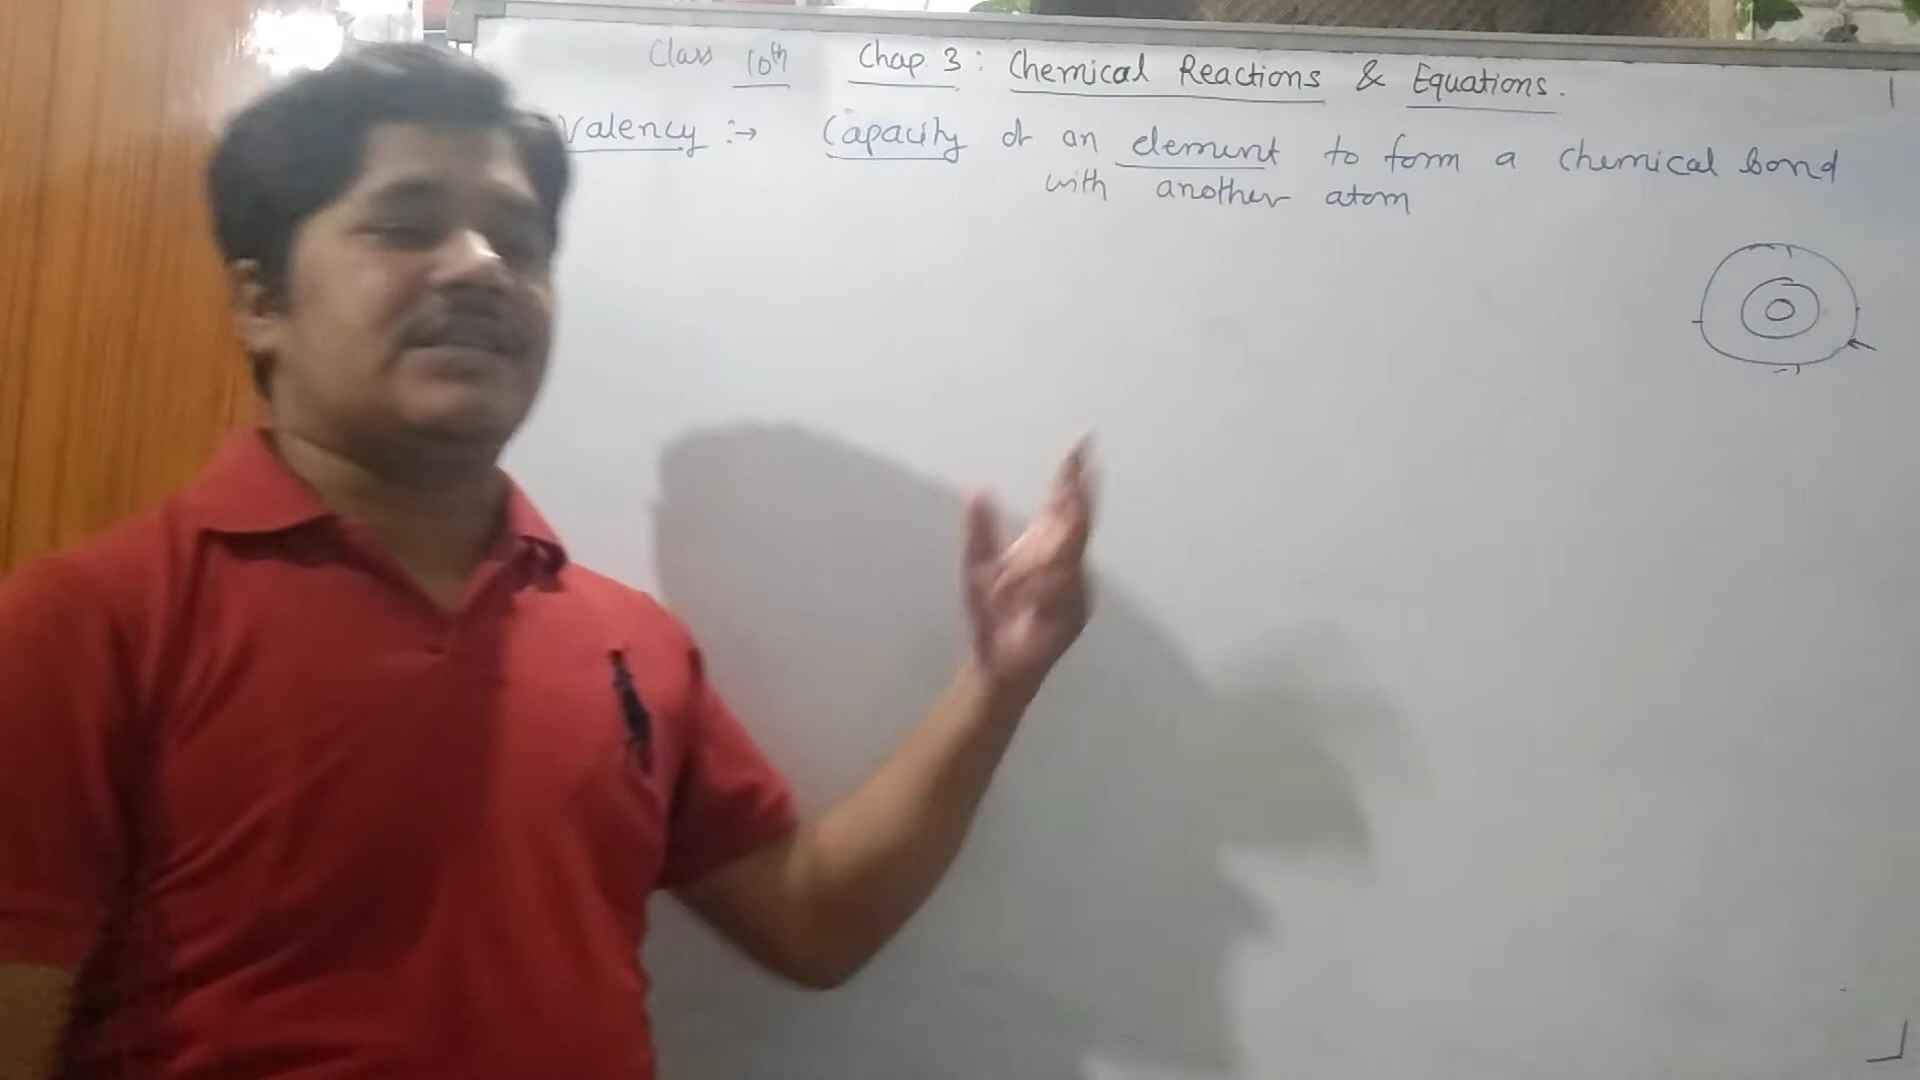 Class 10th Chap 3: Chemical Reactions & Equations.
Valency :→ Capacity of an element to form a chemical bond
with another atom